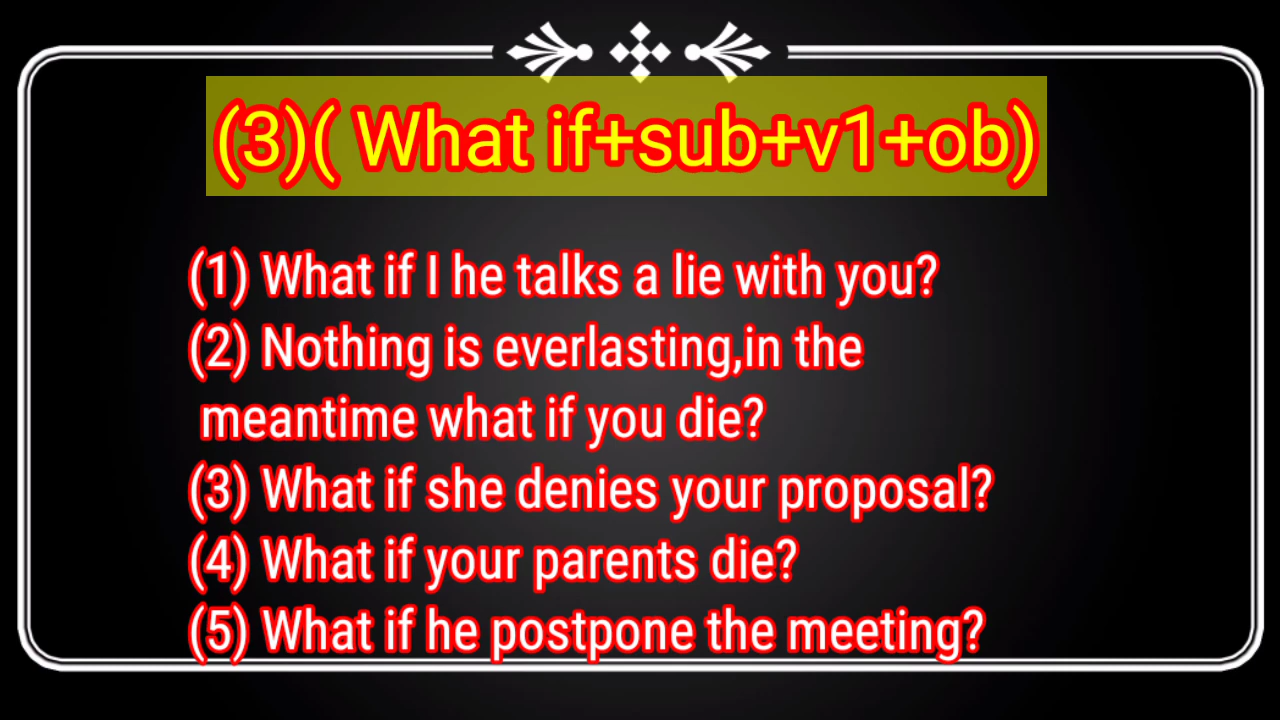 (3)( What if+sub+v1+ob)
(1) What if I he talks a lie with you?
(2) Nothing is everlasting,in the
meantime what if you die?
(3) What if she denies your proposal?
(4) What if your parents die?
(5) What if he postpone the meeting?